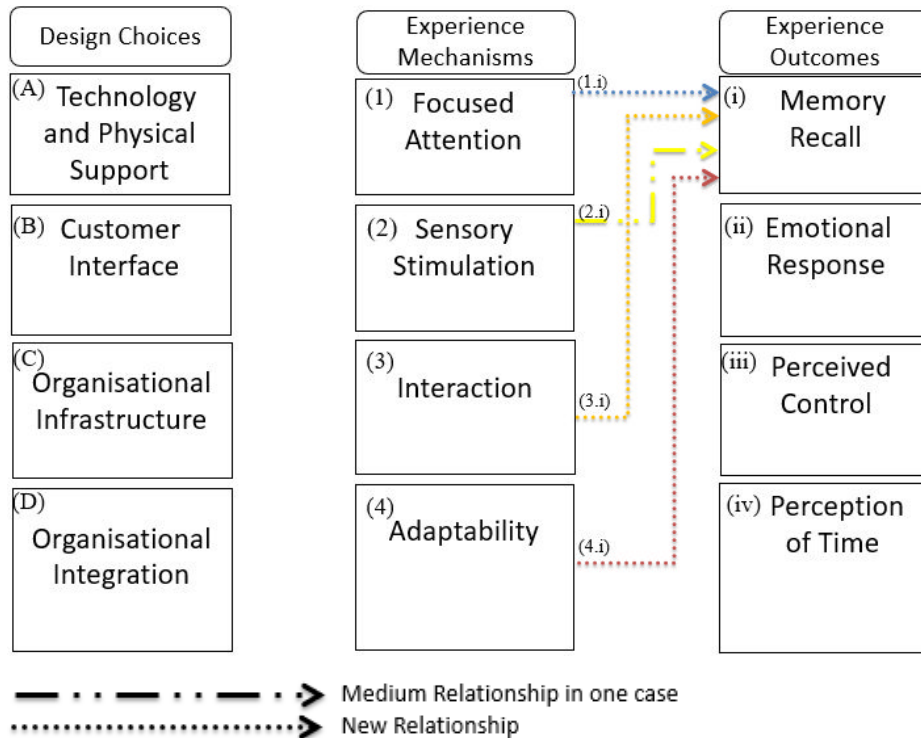 Design Choices
Experience
Mechanisms
Experience
Outcomes
(A) Technology
and Physical
Support
(1) Focused
Attention
(1.i)
(i) Memory
Recall
(B) Customer
Interface
(2) Sensory
Stimulation
(2.i)
(ii) Emotional
Response
(C)
Organisational
Infrastructure
(3)
Interaction
(3.i)
(iii) Perceived
Control
(D)
Organisational
Integration
(4)
Adaptability
(4.i)
(iv) Perception
of Time
Medium Relationship in one case
New Relationship